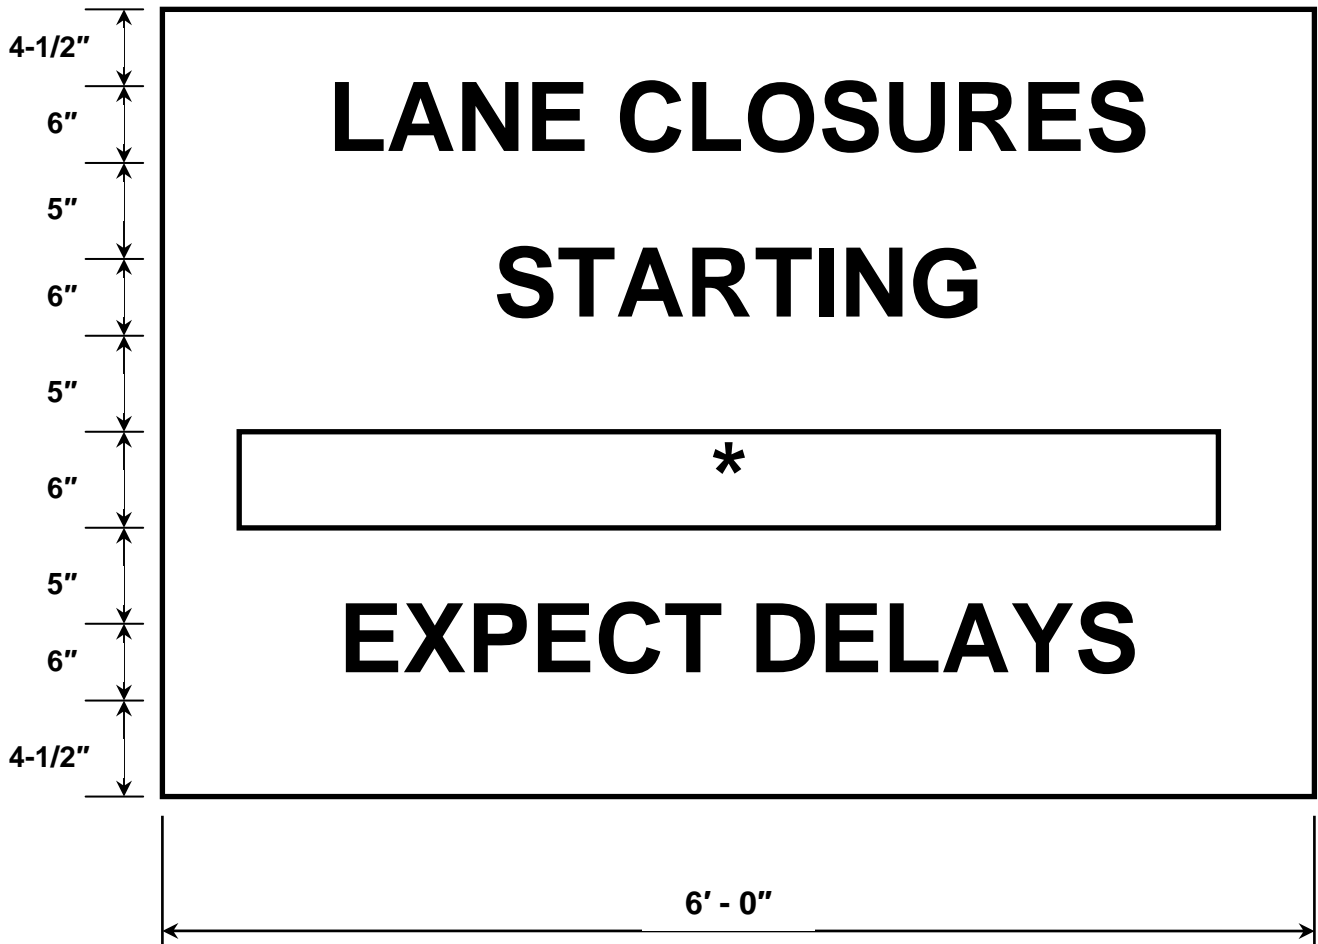 4-1/2″
6″
LANE CLOSURES
5″
6″
STARTING
5″
6″
*
5″
6″
EXPECT DELAYS
4-1/2″
6′ - 0″